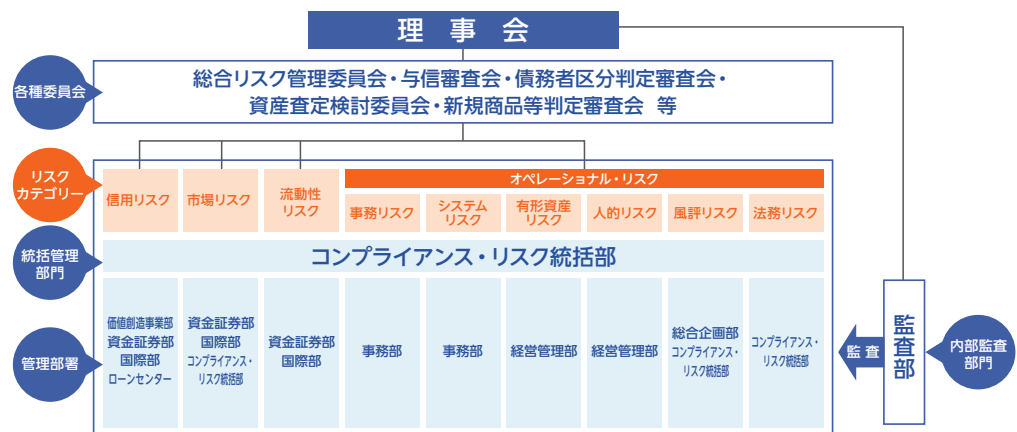 理事会
各種委員会
総合リスク管理委員会・与信審査会・債務者区分判定審査会・
資産査定検討委員会・新規商品等判定審査会 等
リスク
カテゴリー
信用リスク
市場リスク
流動性
リスク
オペレーショナル・リスク
事務リスク
システム
リスク
有形資産
リスク
人的リスク
風評リスク
法務リスク
統括管理
部門
コンプライアンス・リスク統括部
管理部署
価値創造事業部
資金証券部
国際部
ローンセンター
資金証券部
国際部
コンプライアンス・
リスク統括部
資金証券部
国際部
事務部
事務部
経営管理部
経営管理部
総合企画部
コンプライアンス・
リスク統括部
コンプライアンス・
リスク統括部
監査
監査部
内部監査
部門